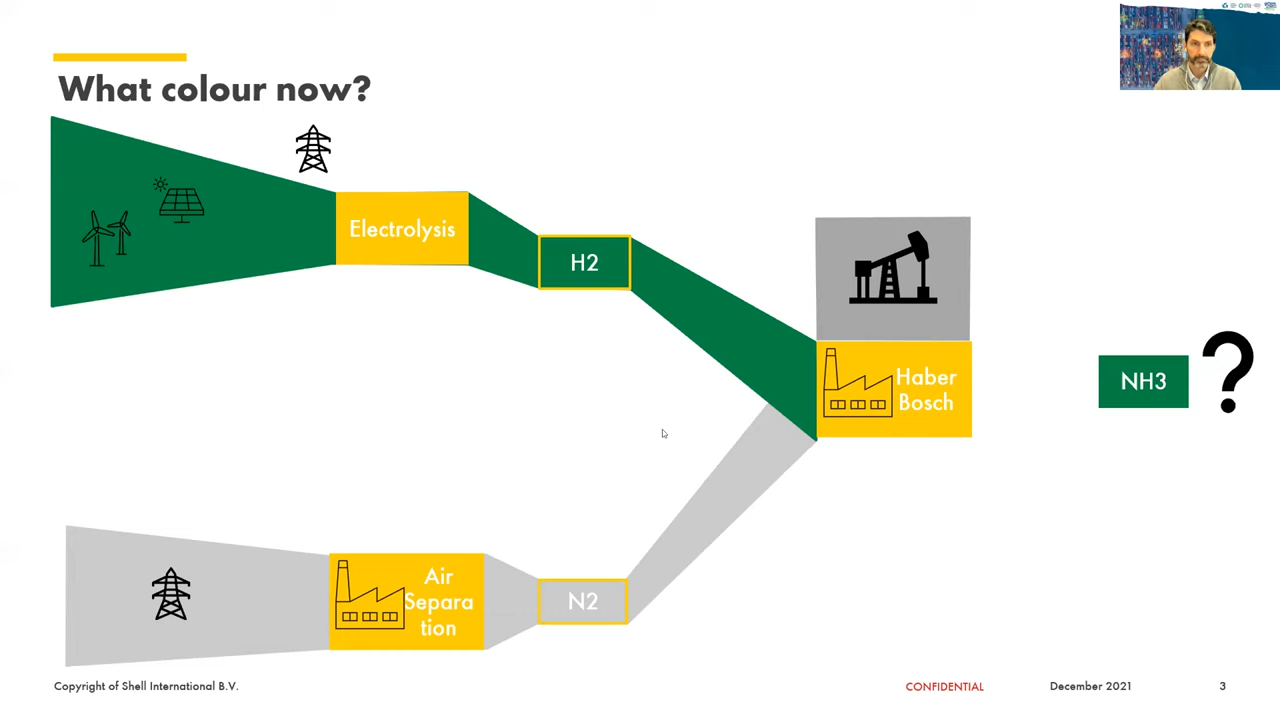 What colour now?
Electrolysis
H2
Haber
Bosch
NH3
?
Air
Separa
tion
N2
Copyright of Shell International B.V.
CONFIDENTIAL
December 2021
3